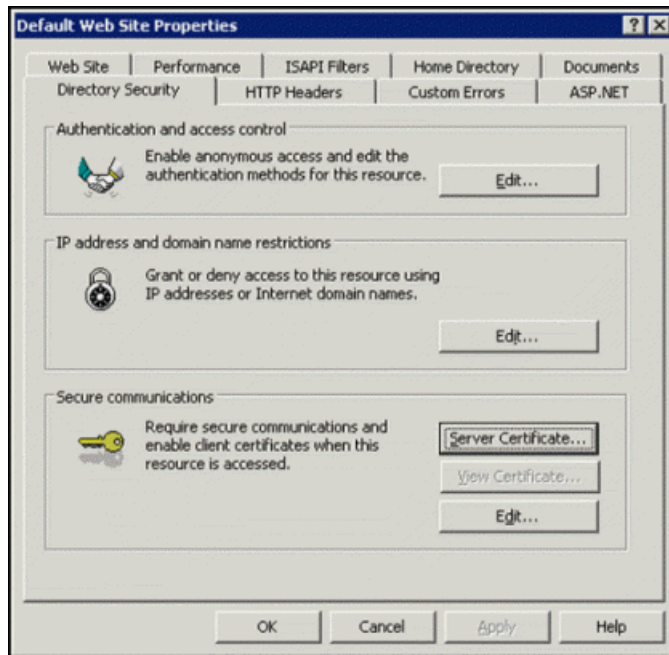 Default Web Site Properties
? X
Web Site Performance ISAPI Filters Home Directory Documents
Directory Security HTTP Headers Custom Errors ASP.NET
Authentication and access control
Enable anonymous access and edit the
authentication methods for this resource.
Edit...
IP address and domain name restrictions
Grant or deny access to this resource using
IP addresses or Internet domain names.
Edit...
Secure communications
Require secure communications and
enable client certificates when this
resource is accessed.
Server Certificate...
View Certificate...
Edit...
OK Cancel Apply Help